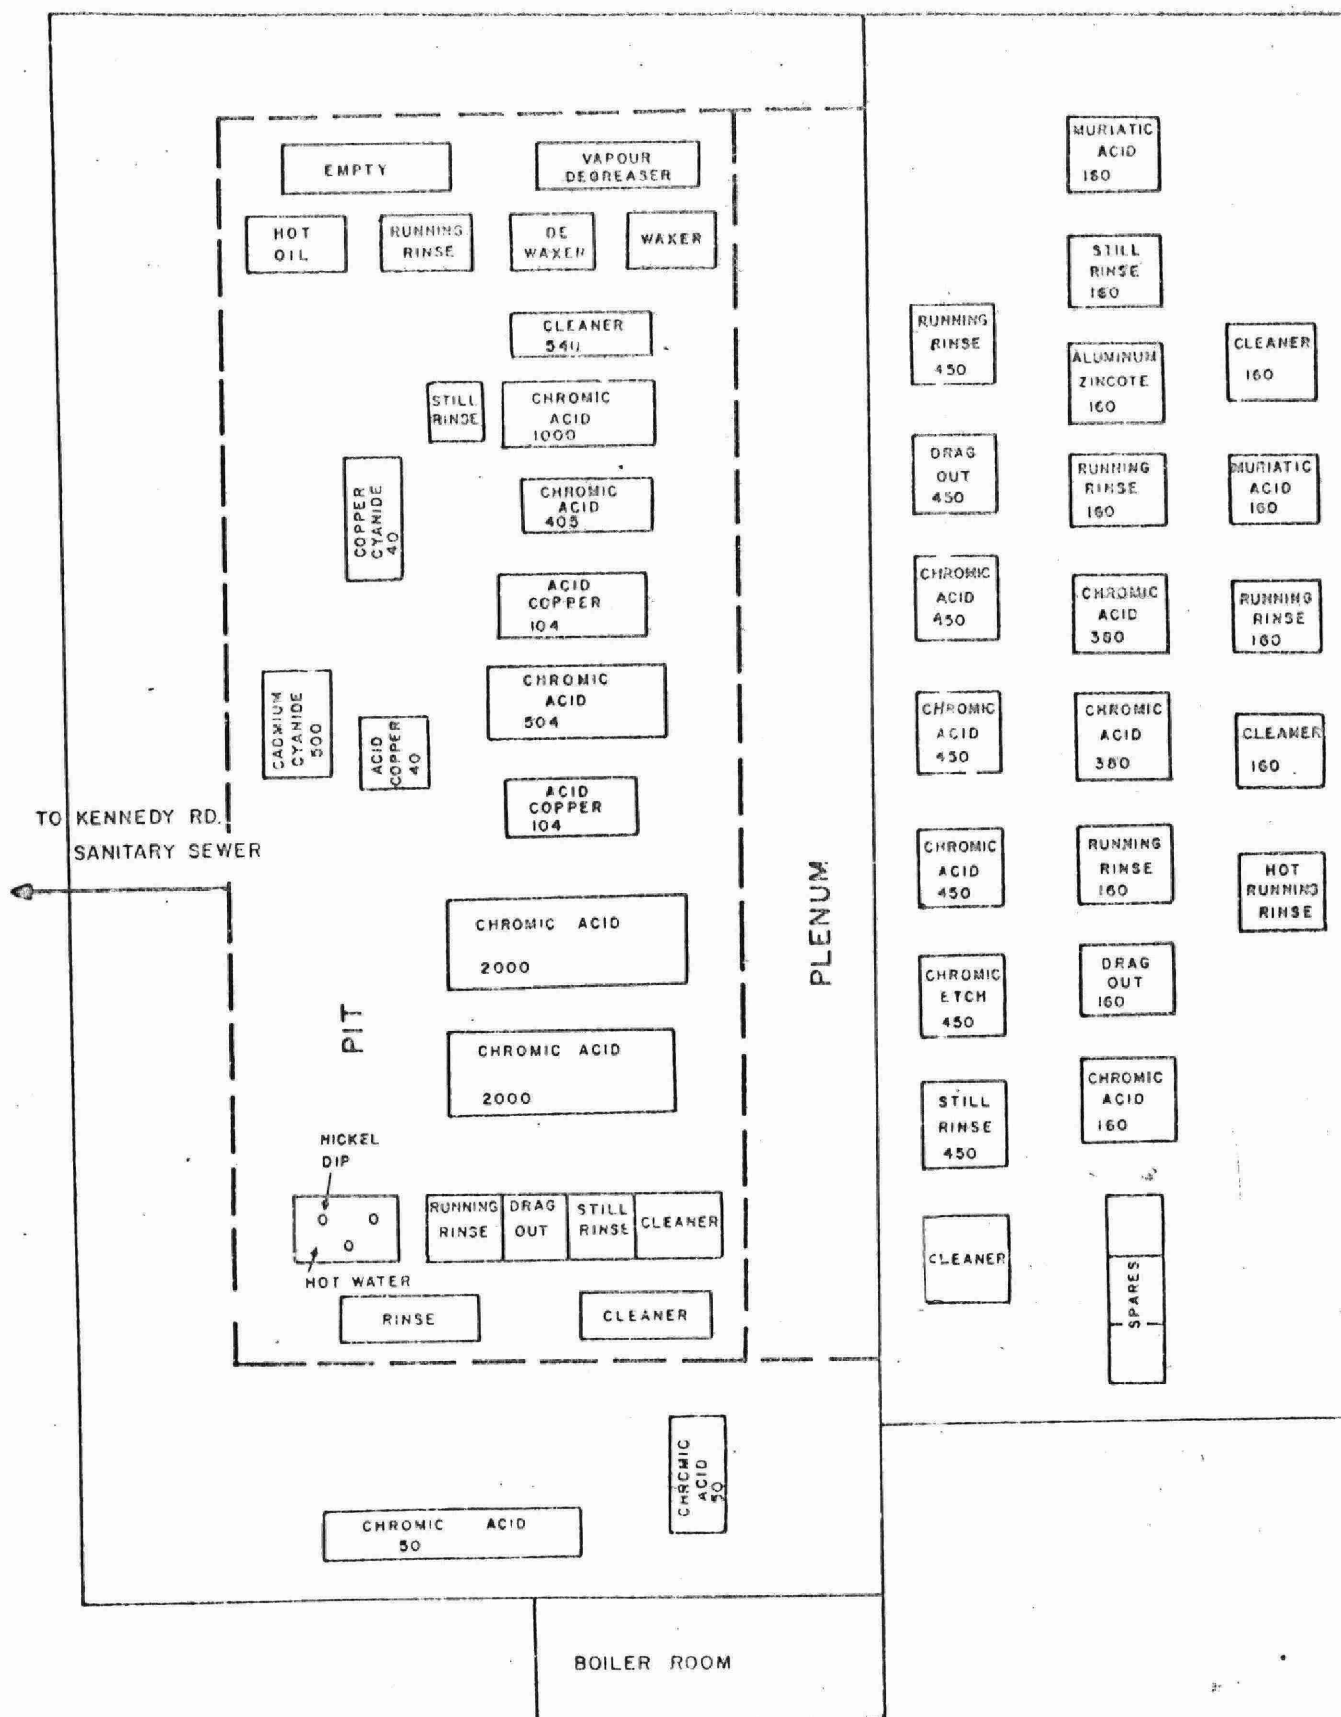 EMPTY
VAPOUR
DEGREASER
HOT
OIL
RUNNING
RINSE
DE
WAXER
WAXER
CLEANER
540
STILL
RINSE
CHROMIC
ACID
1000
COPPER
CYANIDE
40
CHROMIC
ACID
405
ACID
COPPER
104
CADMIUM
CYANIDE
500
ACID
COPPER
40
CHROMIC
ACID
504
ACID
COPPER
104
TO KENNEDY RD.
SANITARY SEWER
CHROMIC ACID
2000
PIT
CHROMIC ACID
2000
NICKEL
DIP
HOT WATER
RUNNING
RINSE
DRAG
OUT
STILL
RINSE
CLEANER
RINSE
CLEANER
CHROMIC
ACID
50
CHROMIC ACID
50
BOILER ROOM
PLENUM
RUNNING
RINSE
450
DRAG
OUT
450
CHROMIC
ACID
450
CHROMIC
ACID
450
CHROMIC
ACID
450
CHROMIC
ETCH
450
STILL
RINSE
450
CLEANER
MURIATIC
ACID
160
STILL
RINSE
160
ALUMINUM
ZINCOTE
160
RUNNING
RINSE
160
CHROMIC
ACID
380
CHROMIC
ACID
380
RUNNING
RINSE
160
DRAG
OUT
160
CHROMIC
ACID
160
SPARES
CLEANER
160
MURIATIC
ACID
160
RUNNING
RINSE
160
CLEANER
160
HOT
RUNNING
RINSE